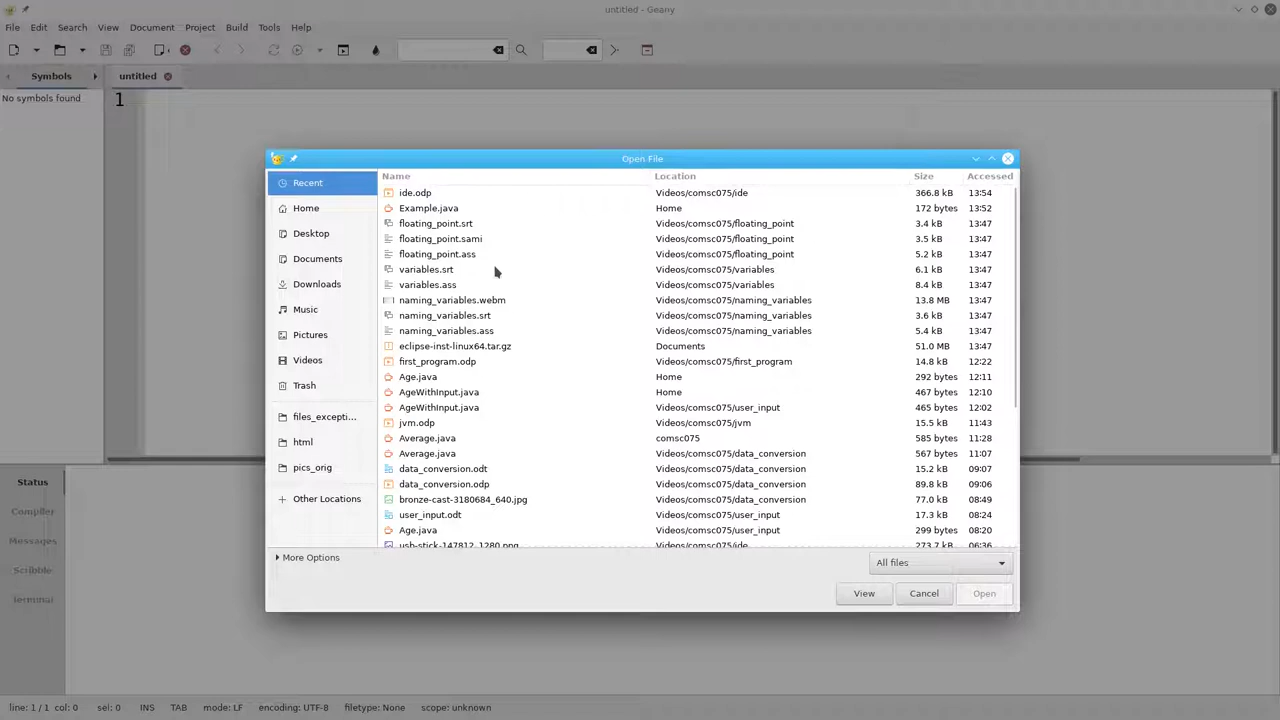 untitled - Geany
File Edit Search View Document Project Build Tools Help
Symbols
untitled
No symbols found
1
Open File
Recent
Home
Desktop
Documents
Downloads
Music
Pictures
Videos
Trash
files_excepti...
html
pics_orig
Other Locations
Name Location Size Accessed
ide.odp Videos/comsc075/ide 366.8 kB 13:54
Example.java Home 172 bytes 13:52
floating_point.srt Videos/comsc075/floating_point 3.4 kB 13:47
floating_point.sami Videos/comsc075/floating_point 3.5 kB 13:47
floating_point.ass Videos/comsc075/floating_point 5.2 kB 13:47
variables.srt Videos/comsc075/variables 6.1 kB 13:47
variables.ass Videos/comsc075/variables 8.4 kB 13:47
naming_variables.webm Videos/comsc075/naming_variables 13.8 MB 13:47
naming_variables.srt Videos/comsc075/naming_variables 3.6 kB 13:47
naming_variables.ass Videos/comsc075/naming_variables 5.4 kB 13:47
eclipse-inst-linux64.tar.gz Documents 51.0 MB 13:47
first_program.odp Videos/comsc075/first_program 14.8 kB 12:22
Age.java Home 292 bytes 12:11
AgeWithInput.java Home 467 bytes 12:10
AgeWithInput.java Videos/comsc075/user_input 465 bytes 12:02
jvm.odp Videos/comsc075/jvm 15.5 kB 11:43
Average.java comsc075 585 bytes 11:28
Average.java Videos/comsc075/data_conversion 567 bytes 11:07
data_conversion.odt Videos/comsc075/data_conversion 15.2 kB 09:07
data_conversion.odp Videos/comsc075/data_conversion 89.8 kB 09:06
bronze-cast-3180684_640.jpg Videos/comsc075/data_conversion 77.0 kB 08:49
user_input.odt Videos/comsc075/user_input 17.3 kB 08:24
Age.java Videos/comsc075/user_input 299 bytes 08:20
usb-stick-147812_1280.png Videos/comsc075/ide 273.7 kB 06:36
More Options
All files
View Cancel Open
Status
Compiler
Messages
Scribble
Terminal
line: 1 / 1 col: 0 sel: 0 INS TAB mode: LF encoding: UTF-8 filetype: None scope: unknown